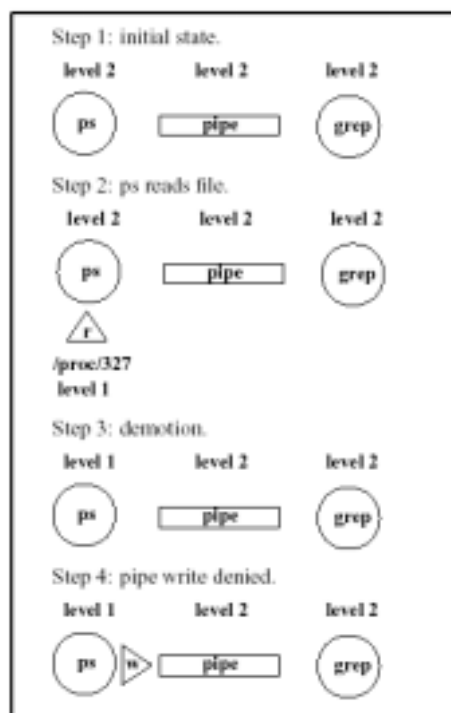 Step 1: initial state.
level 2 level 2 level 2
ps pipe grep
Step 2: ps reads file.
level 2 level 2 level 2
ps pipe grep
r
/proc/327
level 1
Step 3: demotion.
level 1 level 2 level 2
ps pipe grep
Step 4: pipe write denied.
level 1 level 2 level 2
ps w pipe grep